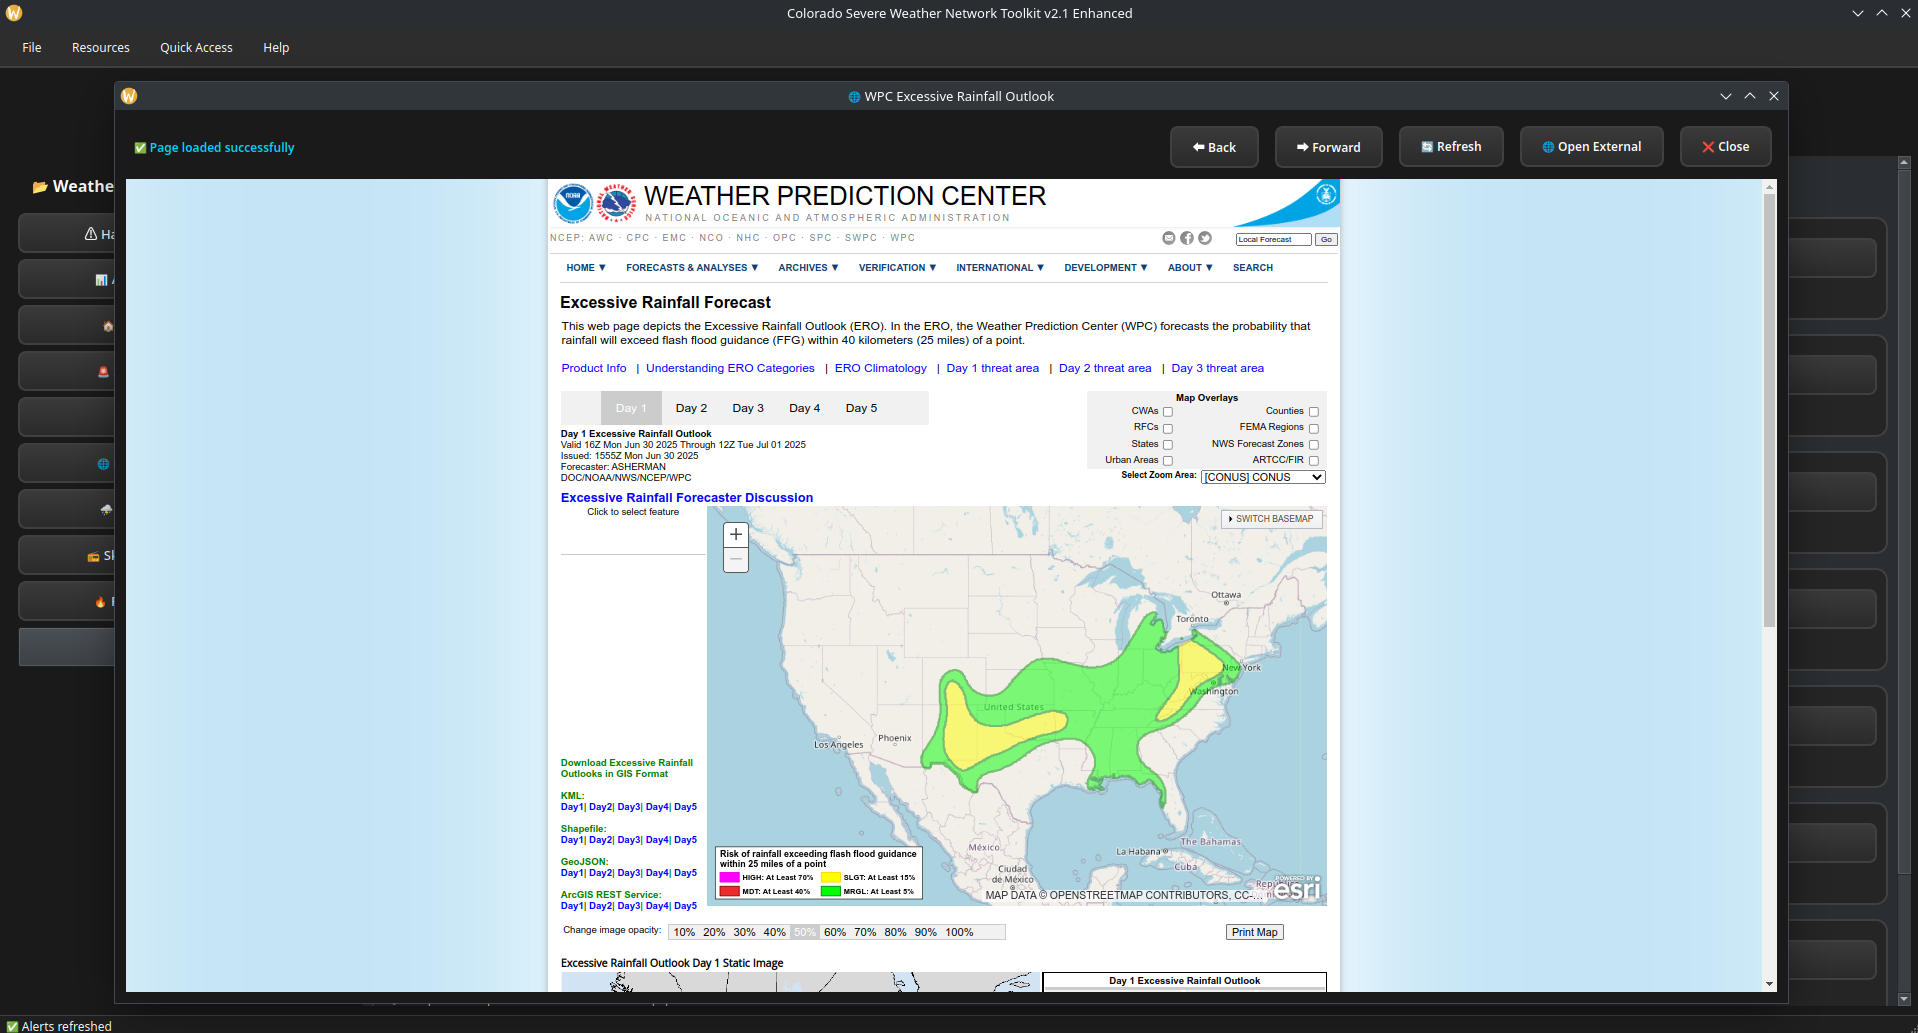 Colorado Severe Weather Network Toolkit v2.1 Enhanced
File Resources Quick Access Help
WPC Excessive Rainfall Outlook
Page loaded successfully
Back Forward Refresh Open External Close
Weathe
Ha
Sk
WEATHER PREDICTION CENTER
NATIONAL OCEANIC AND ATMOSPHERIC ADMINISTRATION
NCEP: AWC · CPC · EMC · NCO · NHC · OPC · SPC · SWPC · WPC
Local Forecast Go
HOME ▼ FORECASTS & ANALYSES ▼ ARCHIVES ▼ VERIFICATION ▼ INTERNATIONAL ▼ DEVELOPMENT ▼ ABOUT ▼ SEARCH
Excessive Rainfall Forecast
This web page depicts the Excessive Rainfall Outlook (ERO). In the ERO, the Weather Prediction Center (WPC) forecasts the probability that
rainfall will exceed flash flood guidance (FFG) within 40 kilometers (25 miles) of a point.
Product Info | Understanding ERO Categories | ERO Climatology | Day 1 threat area | Day 2 threat area | Day 3 threat area
Day 1 Day 2 Day 3 Day 4 Day 5
Map Overlays
CWAs Counties
RFCs FEMA Regions
States NWS Forecast Zones
Urban Areas ARTCC/FIR
Select Zoom Area: [CONUS] CONUS
Day 1 Excessive Rainfall Outlook
Valid 16Z Mon Jun 30 2025 Through 12Z Tue Jul 01 2025
Issued: 1555Z Mon Jun 30 2025
Forecaster: ASHERMAN
DOC/NOAA/NWS/NCEP/WPC
Excessive Rainfall Forecaster Discussion
Click to select feature
+
−
SWITCH BASEMAP
Ottawa
Toronto
New York
Washington
United States
Phoenix
Los Angeles
México
Ciudad
de México
La Habana
The Bahamas
Cuba
Download Excessive Rainfall
Outlooks in GIS Format
KML:
Day1| Day2| Day3| Day4| Day5
Shapefile:
Day1| Day2| Day3| Day4| Day5
GeoJSON:
Day1| Day2| Day3| Day4| Day5
ArcGIS REST Service:
Day1| Day2| Day3| Day4| Day5
Risk of rainfall exceeding flash flood guidance
within 25 miles of a point
HIGH: At Least 70% SLGT: At Least 15%
MDT: At Least 40% MRGL: At Least 5%
MAP DATA © OPENSTREETMAP CONTRIBUTORS, CC-...
POWERED BY
esri
Change image opacity: 10% 20% 30% 40% 50% 60% 70% 80% 90% 100%
Print Map
Excessive Rainfall Outlook Day 1 Static Image
Day 1 Excessive Rainfall Outlook
Alerts refreshed